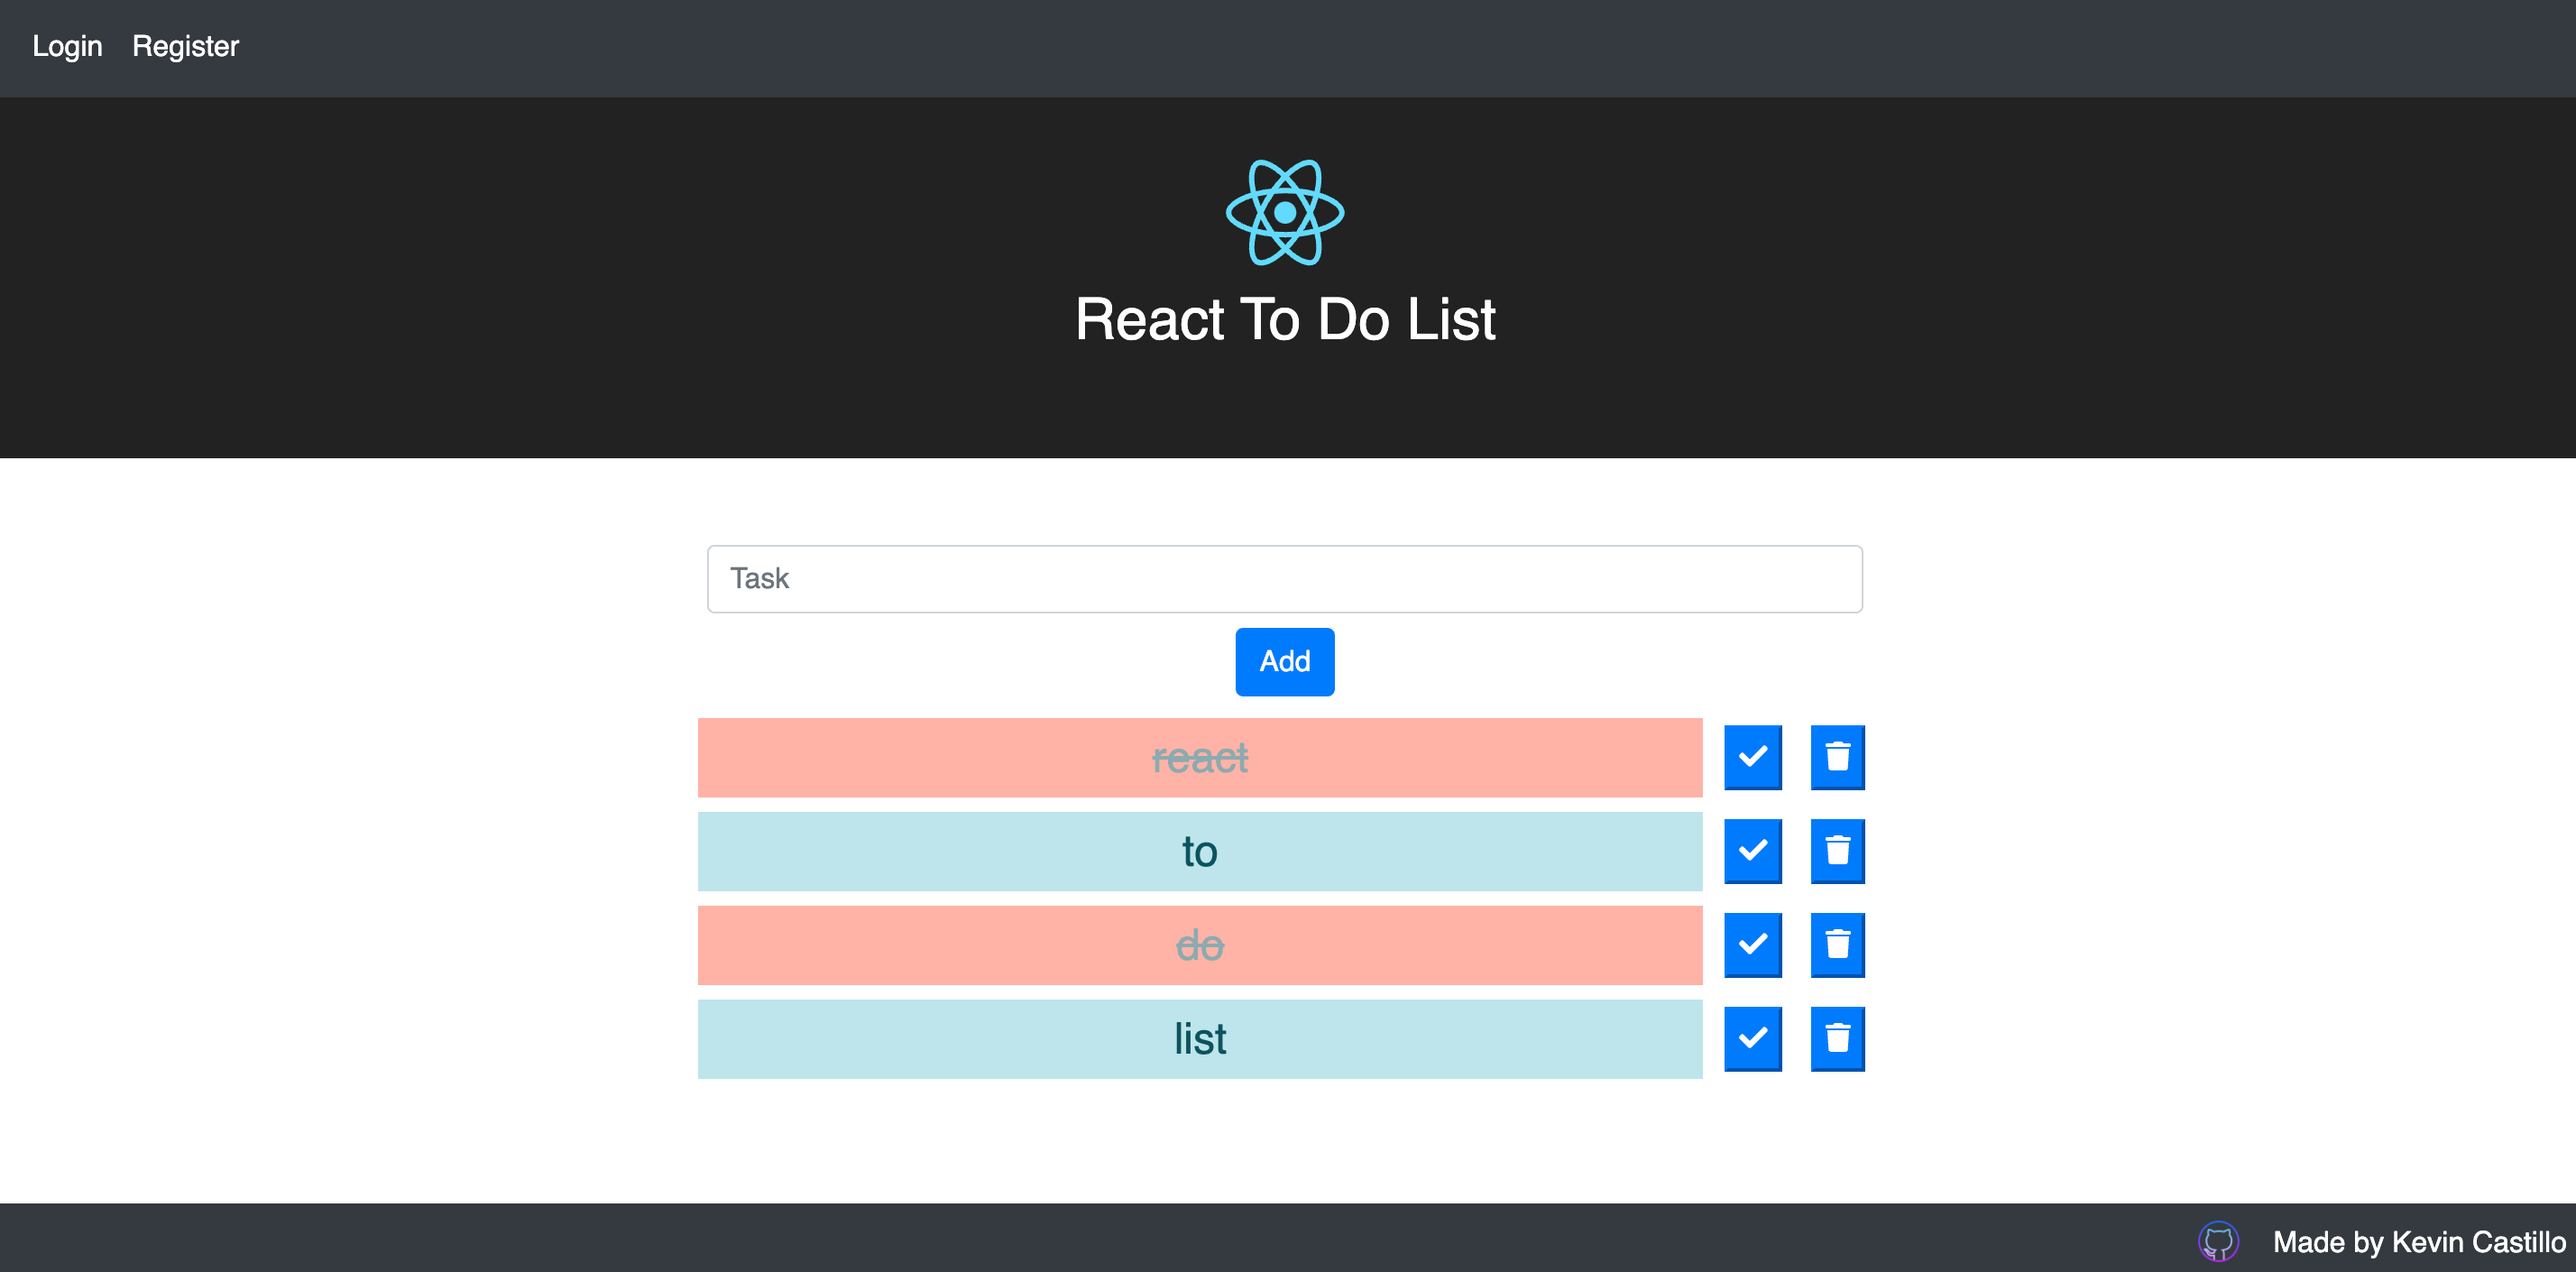 Login Register
React To Do List
Task
Add
react
to
do
list
Made by Kevin Castillo